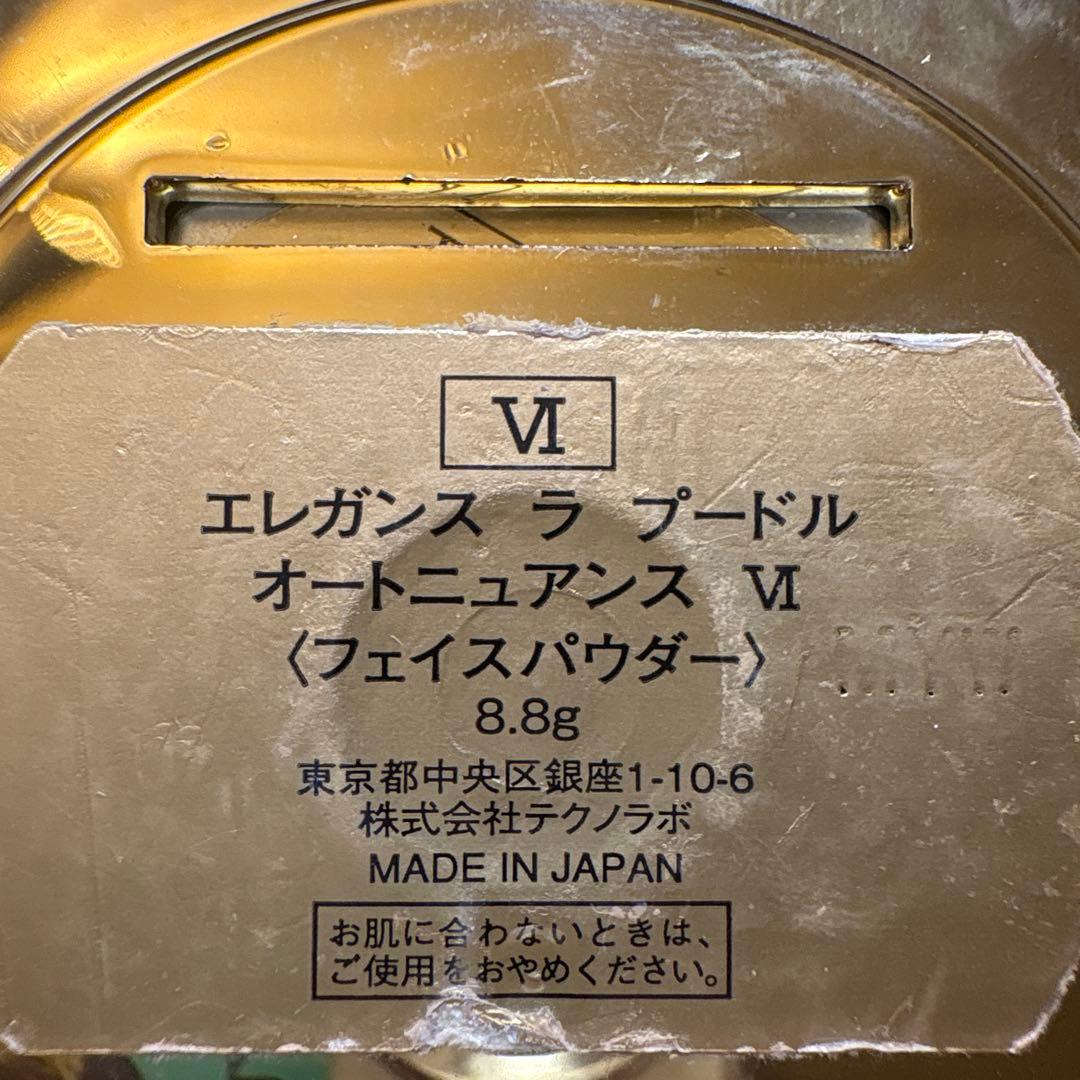 Ⅵ
エレガンス ラ プードル
オートニュアンス Ⅵ
〈フェイスパウダー〉
8.8g
東京都中央区銀座1-10-6
株式会社テクノラボ
MADE IN JAPAN
お肌に合わないときは、
ご使用をおやめください。